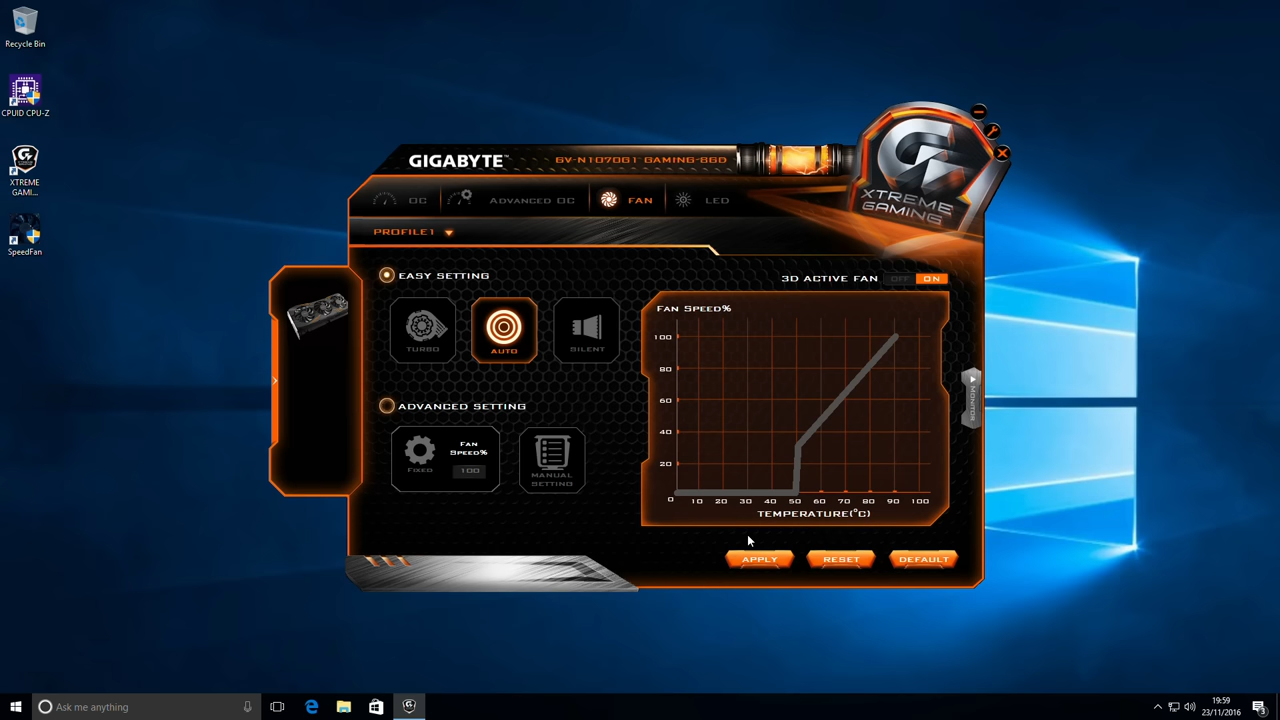 Recycle Bin
CPUID CPU-Z
XTREME
GAMI...
SpeedFan
GIGABYTE™
GV-N1070G1 GAMING-8GD
XTREME
GAMING
OC
ADVANCED OC
FAN
LED
PROFILE1
EASY SETTING
TURBO
AUTO
SILENT
ADVANCED SETTING
FIXED
FAN
SPEED%
100
MANUAL
SETTING
3D ACTIVE FAN
OFF
ON
FAN SPEED%
100
80
60
40
20
0
10 20 30 40 50 60 70 80 90 100
TEMPERATURE(°C)
MONITOR
APPLY
RESET
DEFAULT
Ask me anything
19:59
23/11/2016
3